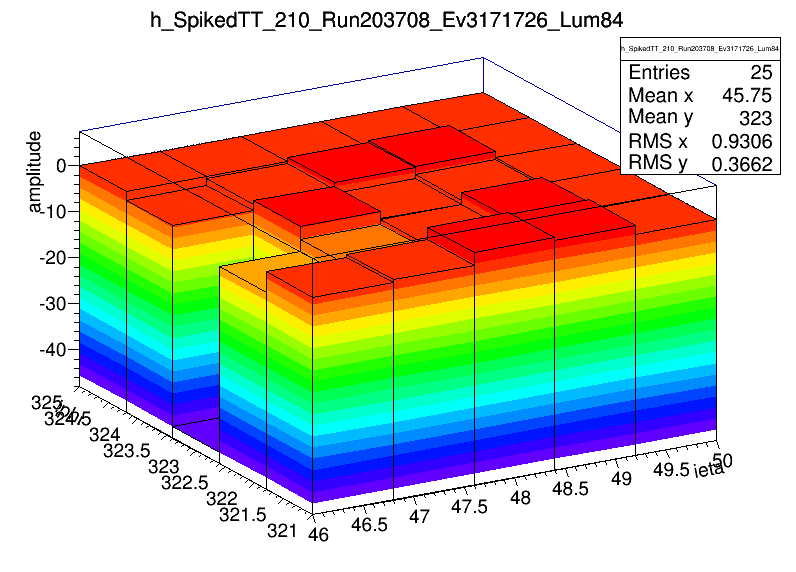 h_SpikedTT_210_Run203708_Ev3171726_Lum84
h_SpikedTT_210_Run203708_Ev3171726_Lum84
Entries 25
Mean x 45.75
Mean y 323
RMS x 0.9306
RMS y 0.3662
amplitude
0
-10
-20
-30
-40
325
324.5
324
323.5
323
322.5
322
321.5
321
46
46.5
47
47.5
48
48.5
49
49.5
50
ieta